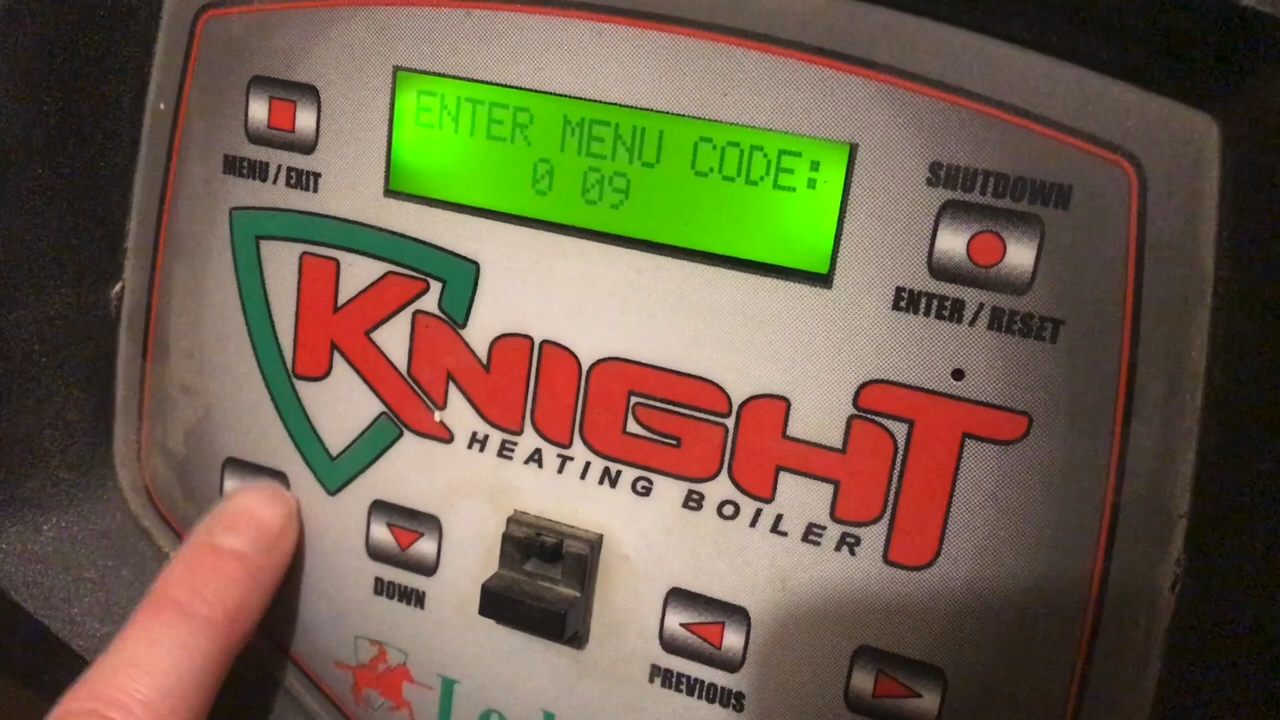 ENTER MENU CODE:
0 09
MENU / EXIT
SHUTDOWN
ENTER / RESET
KNIGHT
HEATING BOILER
DOWN
PREVIOUS